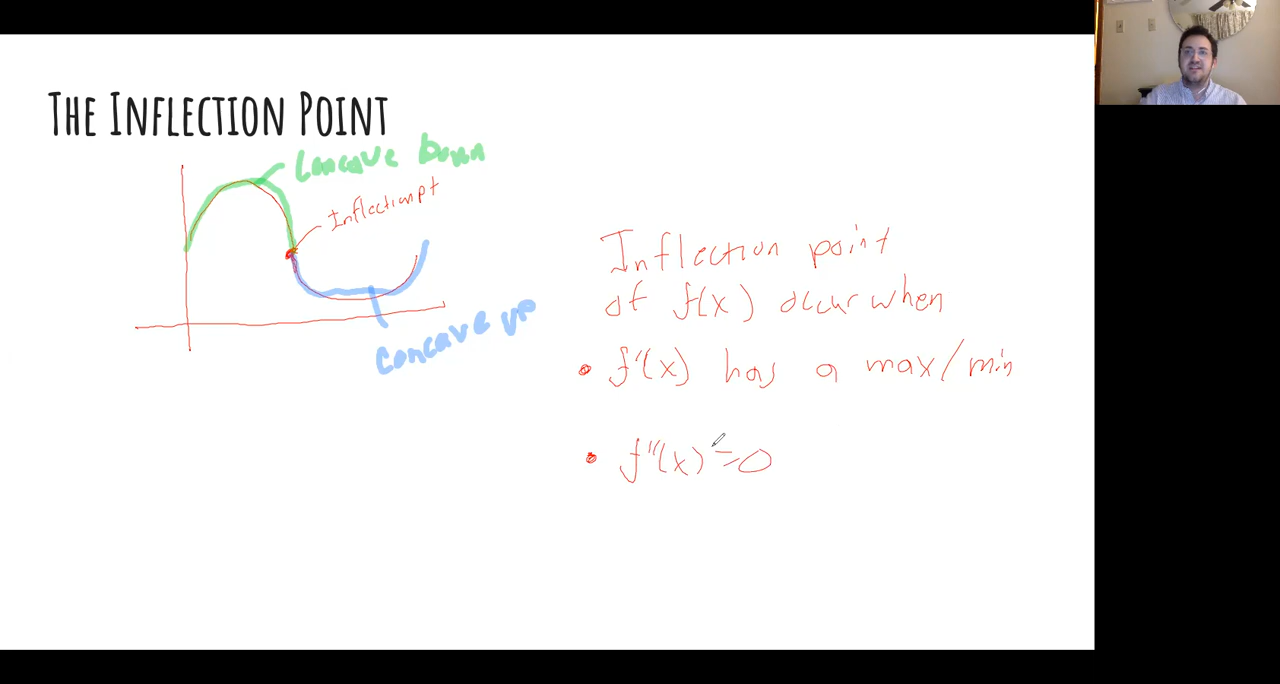 THE INFLECTION POINT
Concave Down
Inflection pt
Concave up
Inflection point
of f(x) occur when
• f'(x) has a max/min
• f''(x) = 0